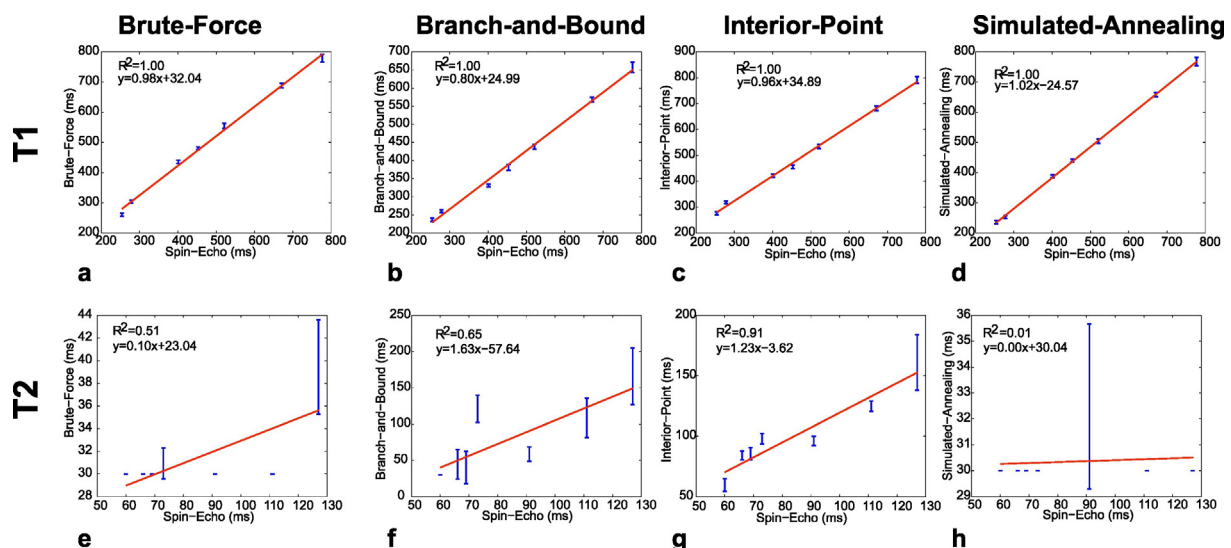 Brute-Force Branch-and-Bound Interior-Point Simulated-Annealing
T1
800
700
600
500
400
300
200
Brute−Force (ms)
R2=1.00
y=0.98x+32.04
200 300 400 500 600 700 800
Spin−Echo (ms)
a
700
650
600
550
500
450
400
350
300
250
200
Branch−and−Bound (ms)
R2=1.00
y=0.80x+24.99
200 300 400 500 600 700 800
Spin−Echo (ms)
b
900
800
700
600
500
400
300
200
Interior−Point (ms)
R2=1.00
y=0.96x+34.89
200 300 400 500 600 700 800
Spin−Echo (ms)
c
800
700
600
500
400
300
200
Simulated−Annealing (ms)
R2=1.00
y=1.02x−24.57
200 300 400 500 600 700 800
Spin−Echo (ms)
d
T2
44
42
40
38
36
34
32
30
28
Brute−Force (ms)
R2=0.51
y=0.10x+23.04
50 60 70 80 90 100 110 120 130
Spin−Echo (ms)
e
250
200
150
100
50
0
Branch−and−Bound (ms)
R2=0.65
y=1.63x−57.64
50 60 70 80 90 100 110 120 130
Spin−Echo (ms)
f
200
150
100
50
Interior−Point (ms)
R2=0.91
y=1.23x−3.62
50 60 70 80 90 100 110 120 130
Spin−Echo (ms)
g
36
35
34
33
32
31
30
29
Simulated−Annealing (ms)
R2=0.01
y=0.00x+30.04
50 60 70 80 90 100 110 120 130
Spin−Echo (ms)
h